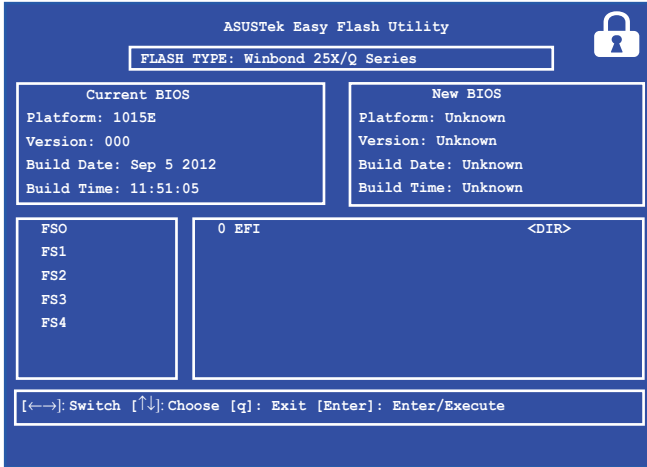 ASUSTek Easy Flash Utility
FLASH TYPE: Winbond 25X/Q Series
Current BIOS
Platform: 1015E
Version: 000
Build Date: Sep 5 2012
Build Time: 11:51:05
New BIOS
Platform: Unknown
Version: Unknown
Build Date: Unknown
Build Time: Unknown
FSO
FS1
FS2
FS3
FS4
0 EFI <DIR>
[←→]: Switch [↑↓]: Choose [q]: Exit [Enter]: Enter/Execute